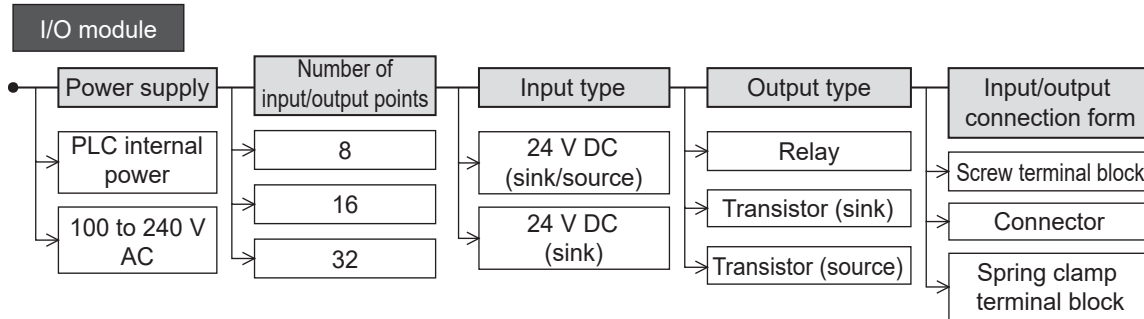 I/O module
Power supply
PLC internal
power
100 to 240 V
AC
Number of
input/output points
8
16
32
Input type
24 V DC
(sink/source)
24 V DC
(sink)
Output type
Relay
Transistor (sink)
Transistor (source)
Input/output
connection form
Screw terminal block
Connector
Spring clamp
terminal block